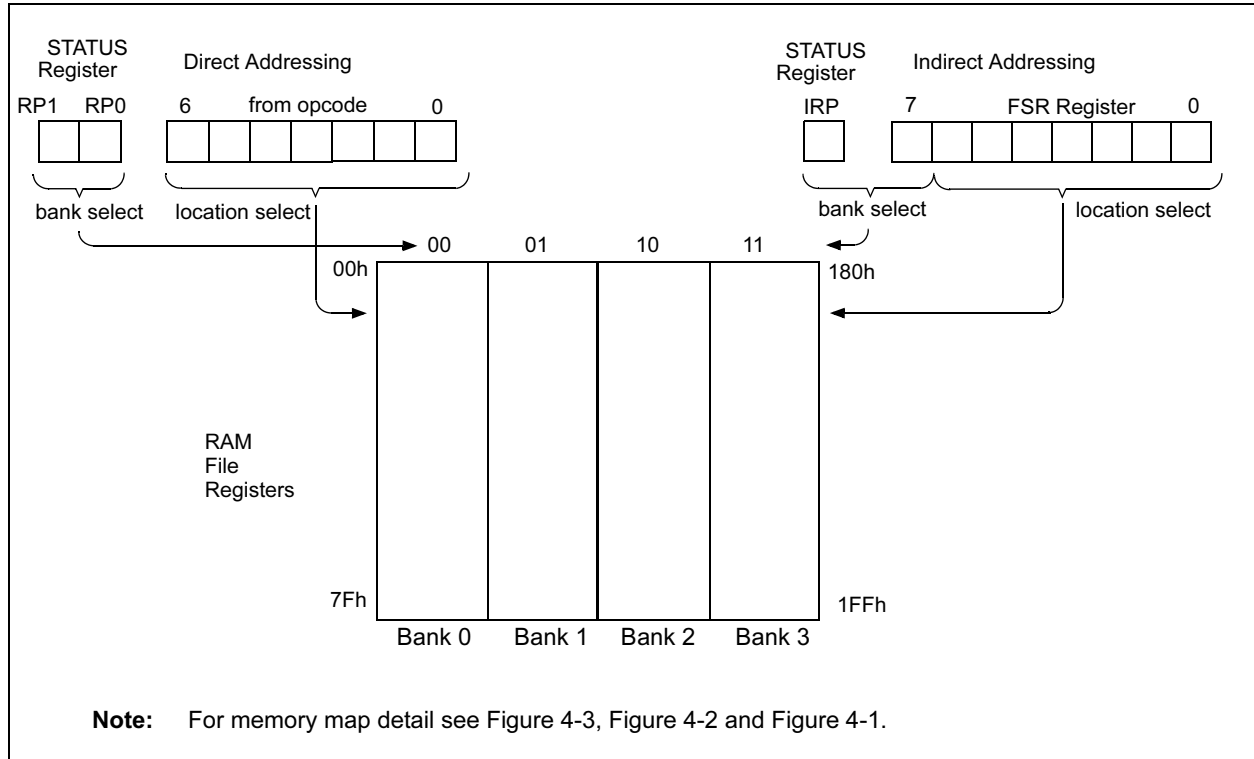 STATUS
Register
Direct Addressing
RP1 RP0
6 from opcode 0
bank select
location select
STATUS
Register
Indirect Addressing
IRP
7 FSR Register 0
bank select
location select
00 01 10 11
00h
180h
RAM
File
Registers
7Fh
1FFh
Bank 0 Bank 1 Bank 2 Bank 3
Note: For memory map detail see Figure 4-3, Figure 4-2 and Figure 4-1.